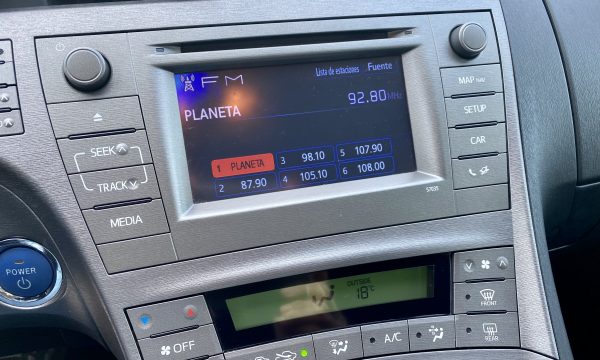 FM
Lista de estaciones
Fuente
92.80 MHz
PLANETA
1 PLANETA
3 98.10
5 107.90
2 87.90
4 105.10
6 108.00
57031
SEEK
TRACK
MEDIA
MAP
SETUP
CAR
POWER
OUTSIDE
18°C
OFF
A/C
FRONT
REAR